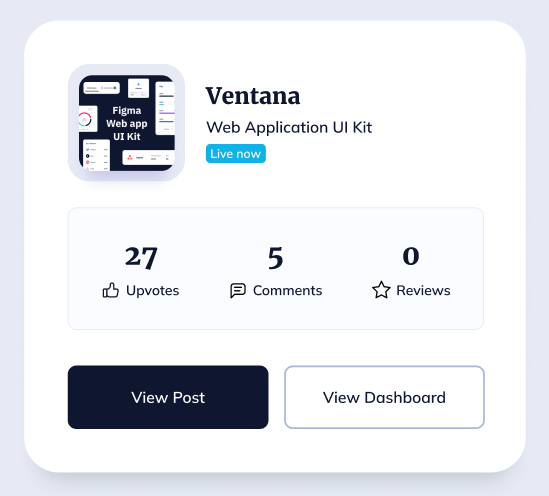 Figma
Web app
UI Kit
Ventana
Web Application UI Kit
Live now
27
5
0
Upvotes
Comments
Reviews
View Post
View Dashboard